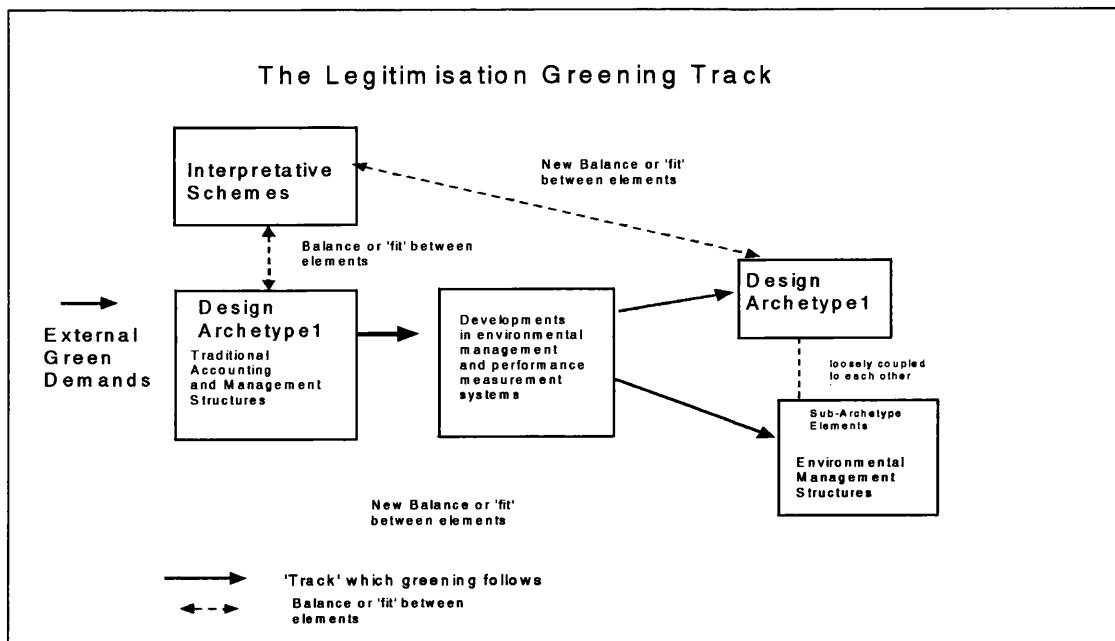 The Legitimisation Greening Track
Interpretative
Schemes
New Balance or 'fit'
between elements
Balance or 'fit' between
elements
External
Green
Demands
Design
Archetype1
Traditional
Accounting
and Management
Structures
Developments
in environmental
management
and performance
measurement
systems
Design
Archetype1
loosely coupled
to each other
Sub-Archetype
Elements
Environmental
Management
Structures
New Balance or 'fit'
between elements
'Track' which greening follows
Balance or 'fit' between
elements